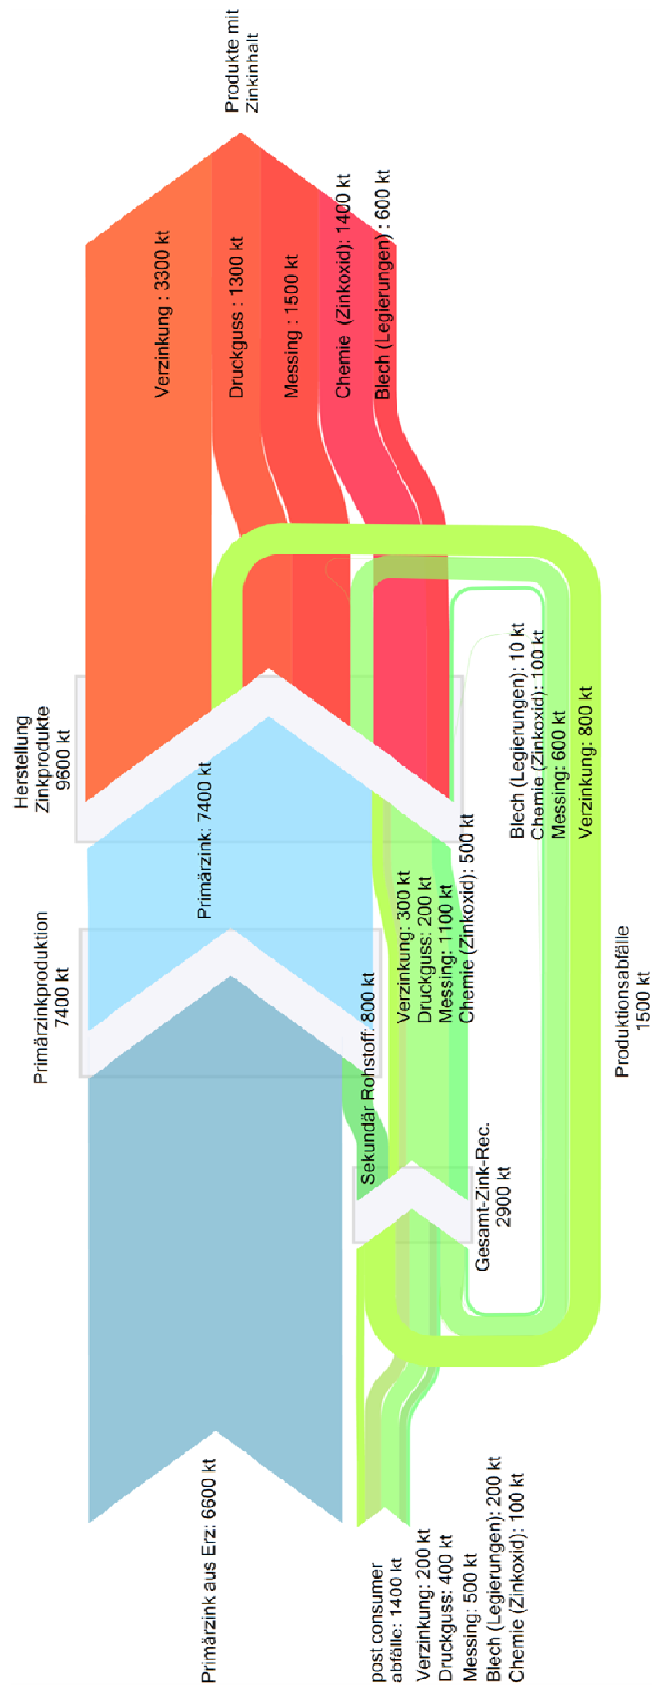 Primärzink aus Erz: 6600 kt
post consumer
abfälle: 1400 kt
Verzinkung: 200 kt
Druckguss: 400 kt
Messing: 500 kt
Blech (Legierungen): 200 kt
Chemie (Zinkoxid): 100 kt
Primärzinkproduktion
7400 kt
Sekundär Rohstoff: 800 kt
Gesamt-Zink-Rec.
2900 kt
Primärzink: 7400 kt
Verzinkung: 300 kt
Druckguss: 200 kt
Messing: 1100 kt
Chemie (Zinkoxid): 500 kt
Herstellung
Zinkprodukte
9600 kt
Blech (Legierungen): 10 kt
Chemie (Zinkoxid): 100 kt
Messing: 600 kt
Verzinkung: 800 kt
Produktionsabfälle
1500 kt
Verzinkung : 3300 kt
Druckguss : 1300 kt
Messing : 1500 kt
Chemie (Zinkoxid): 1400 kt
Blech (Legierungen) : 600 kt
Produkte mit
Zinkinhalt